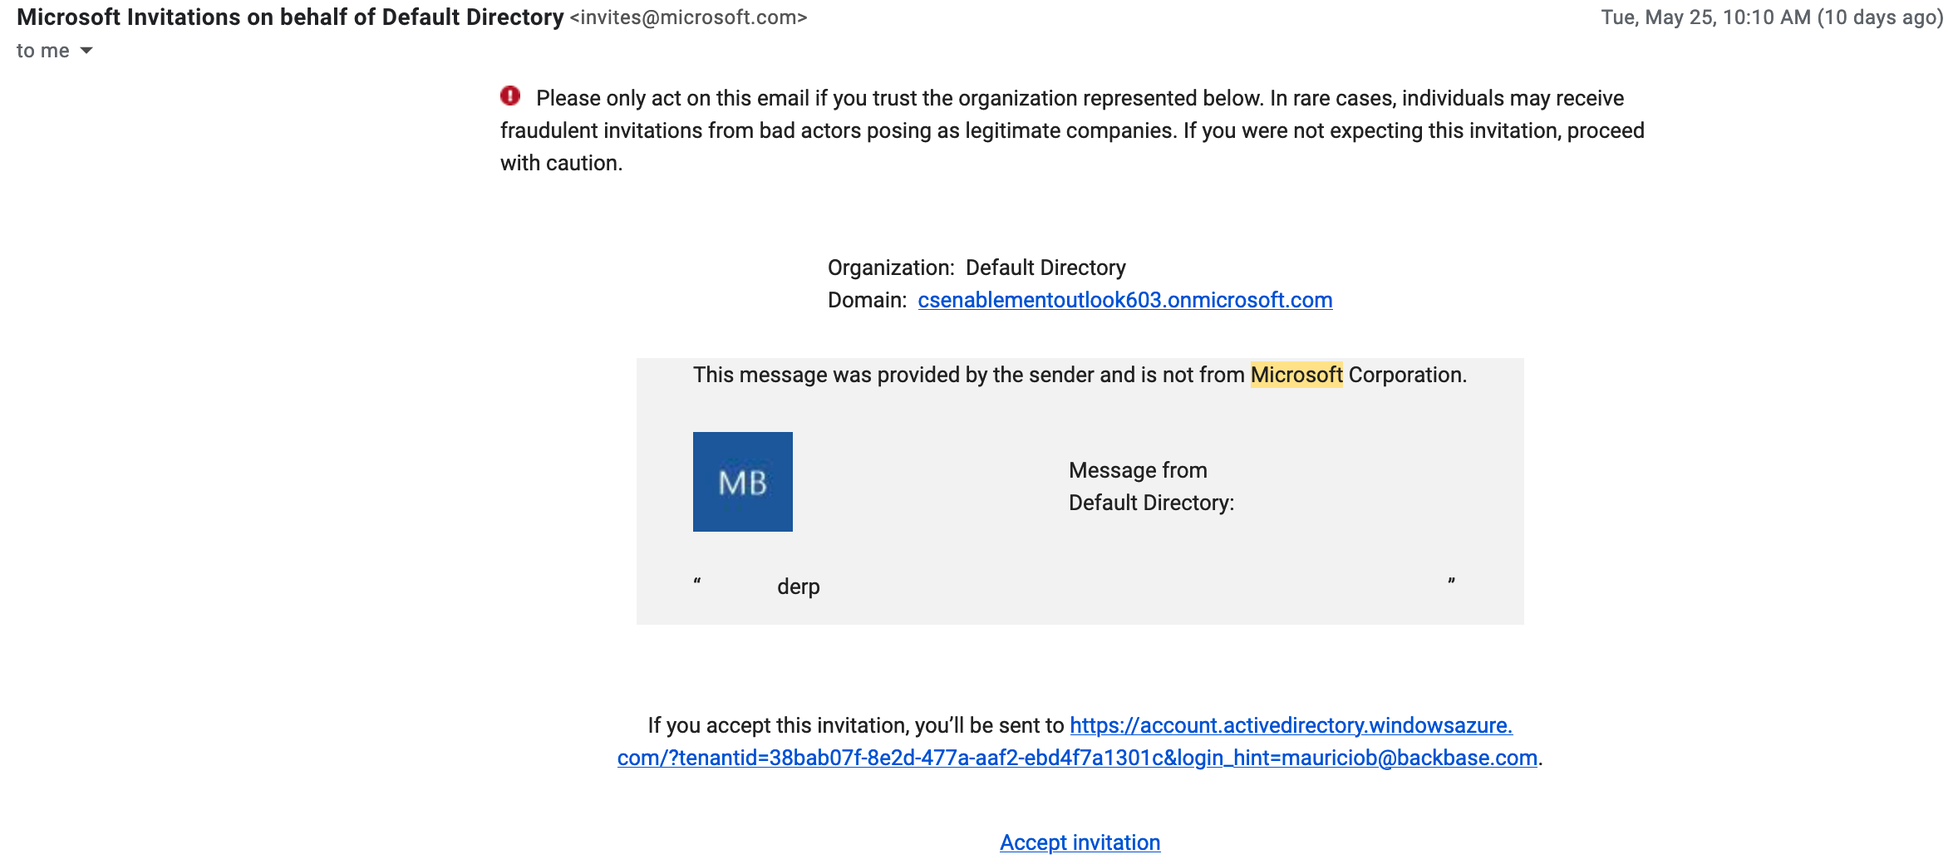 Microsoft Invitations on behalf of Default Directory <invites@microsoft.com>
Tue, May 25, 10:10 AM (10 days ago)
to me
Please only act on this email if you trust the organization represented below. In rare cases, individuals may receive
fraudulent invitations from bad actors posing as legitimate companies. If you were not expecting this invitation, proceed
with caution.
Organization: Default Directory
Domain: csenablementoutlook603.onmicrosoft.com
This message was provided by the sender and is not from Microsoft Corporation.
MB
Message from
Default Directory:
“ derp ”
If you accept this invitation, you’ll be sent to https://account.activedirectory.windowsazure.
com/?tenantid=38bab07f-8e2d-477a-aaf2-ebd4f7a1301c&login_hint=mauriciob@backbase.com.
Accept invitation